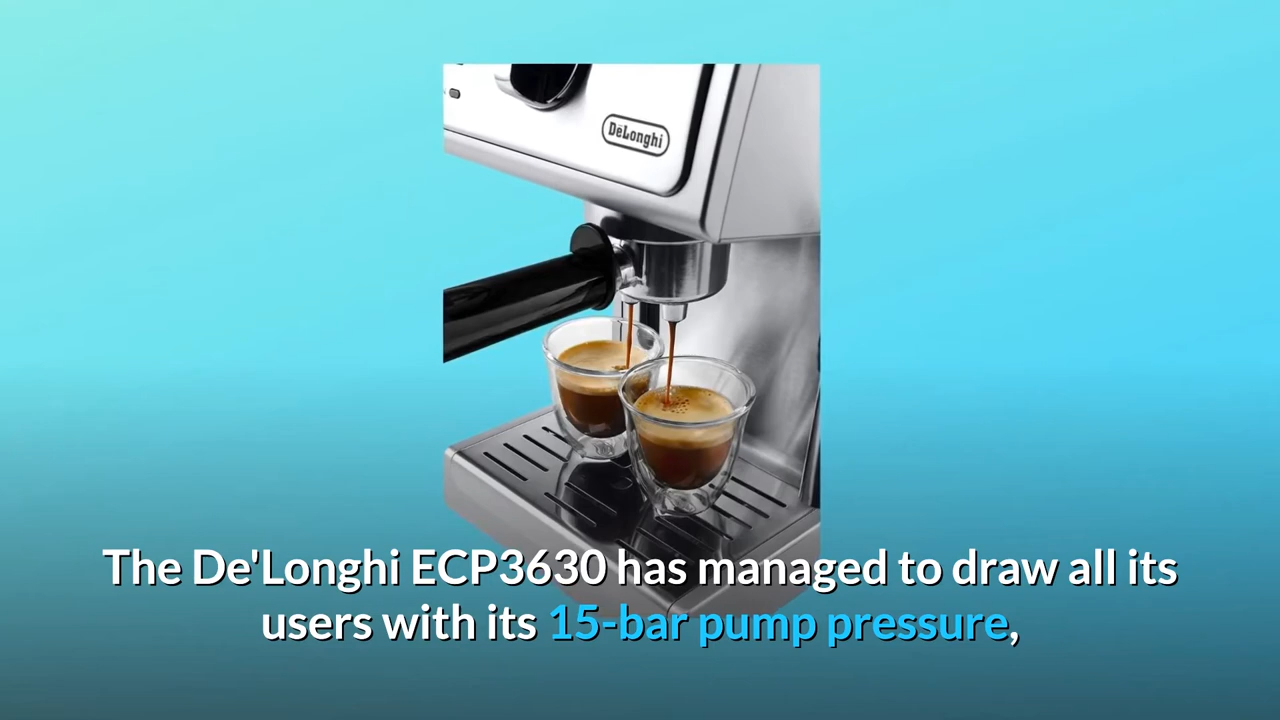 DeLonghi
The De'Longhi ECP3630 has managed to draw all its
users with its 15-bar pump pressure,